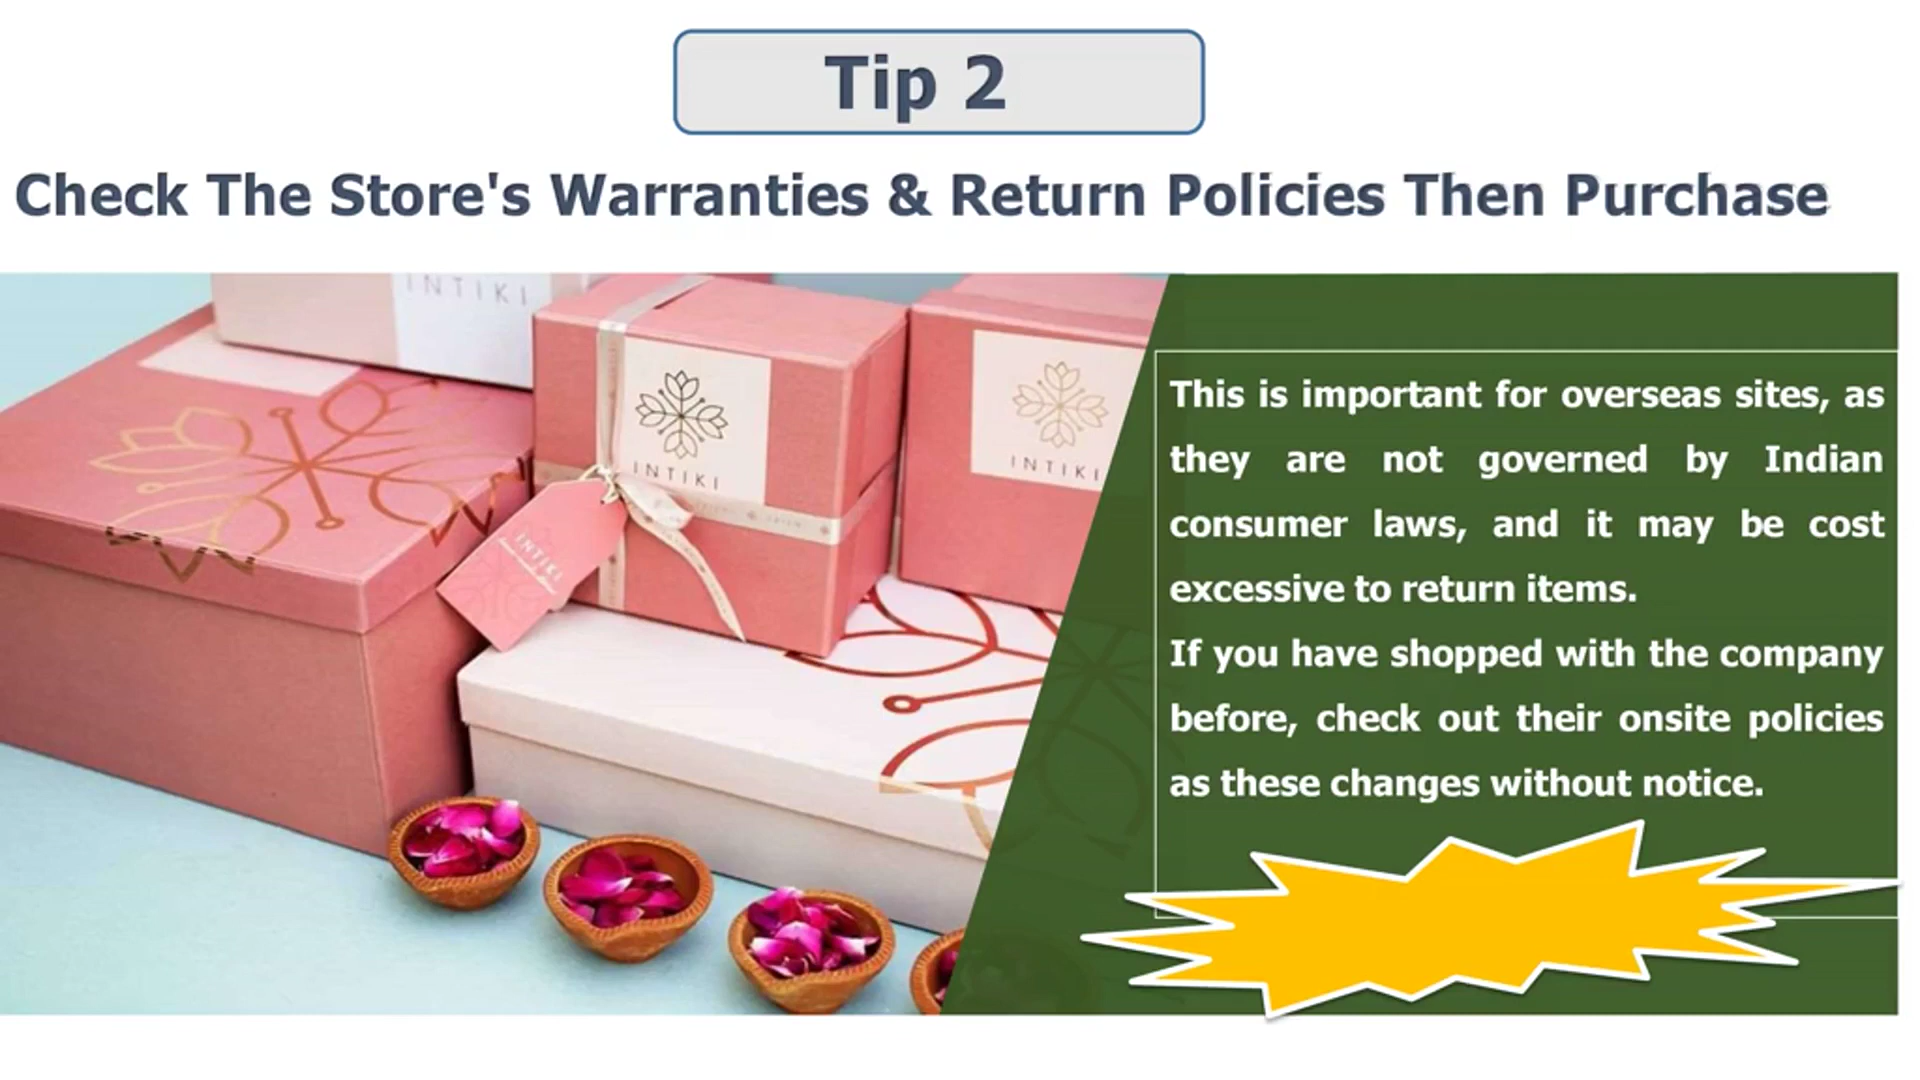 Tip 2
Check The Store's Warranties & Return Policies Then Purchase
INTIKI
INTIKI
INTIKI
INTIKI
This is important for overseas sites, as
they are not governed by Indian
consumer laws, and it may be cost
excessive to return items.
If you have shopped with the company
before, check out their onsite policies
as these changes without notice.